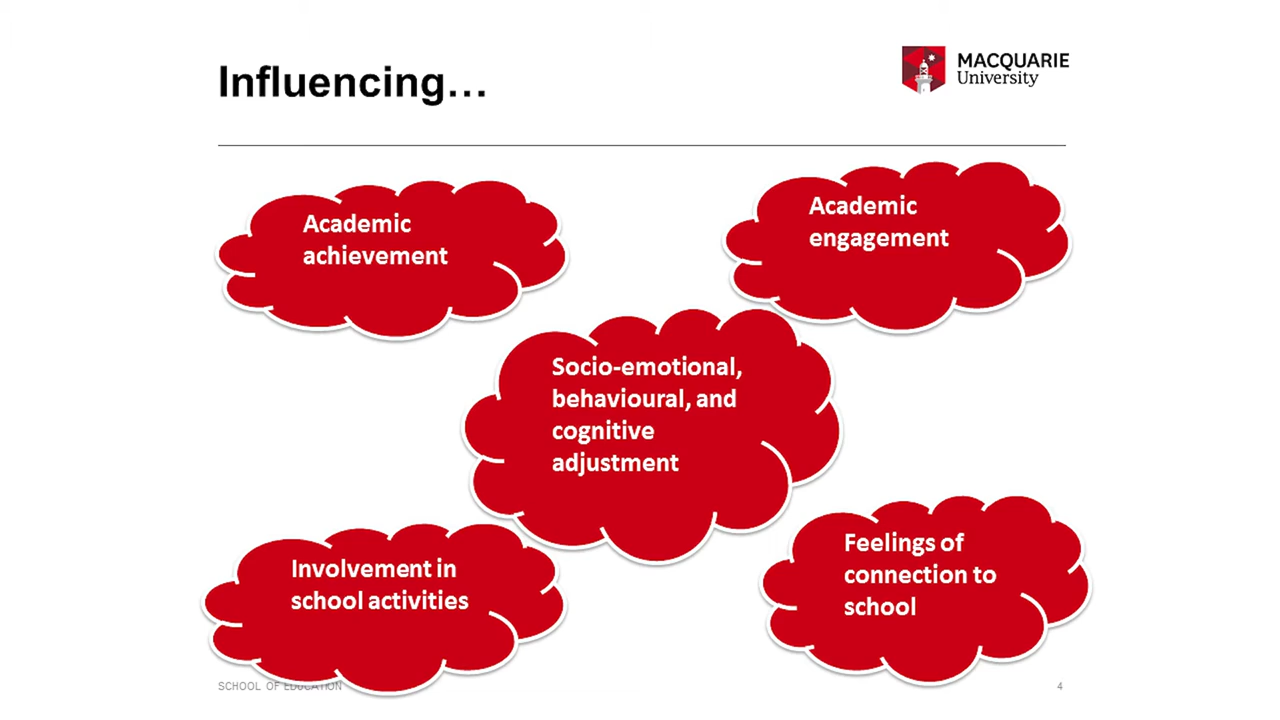 Influencing…
MACQUARIE
University
Academic
achievement
Academic
engagement
Socio-emotional,
behavioural, and
cognitive
adjustment
Involvement in
school activities
Feelings of
connection to
school
SCHOOL OF EDUCATION
4